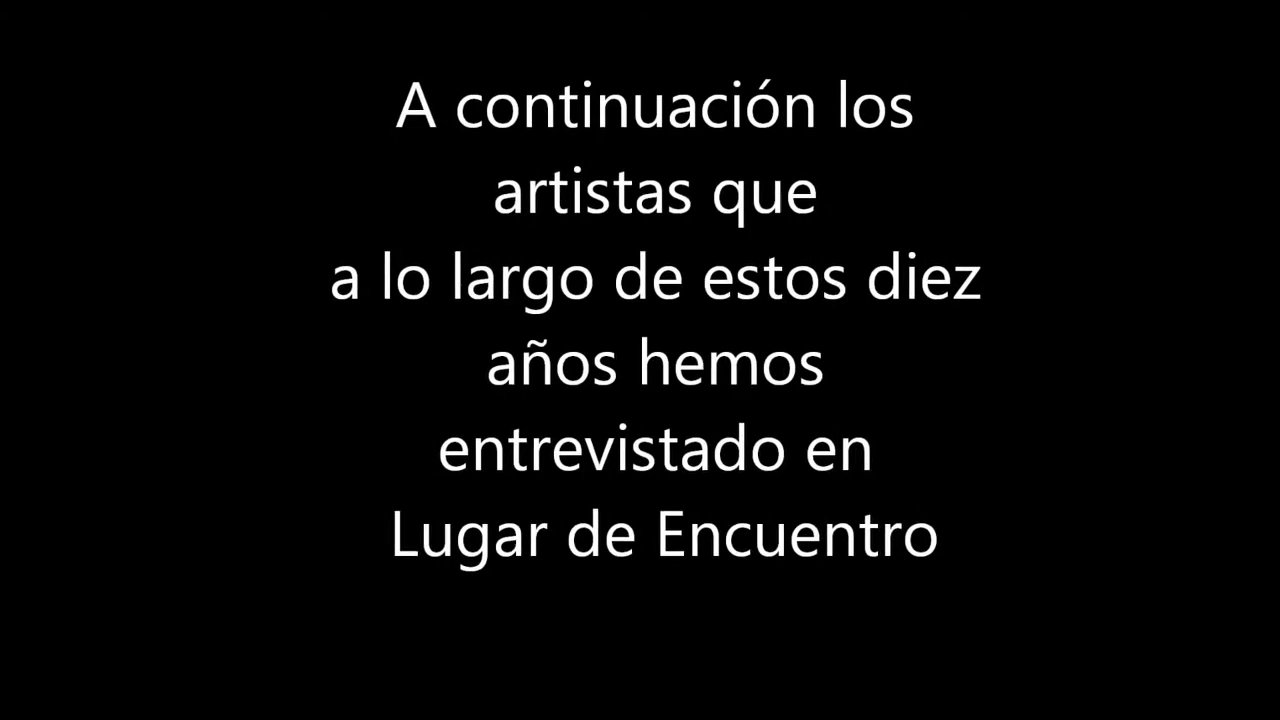 A continuación los
artistas que
a lo largo de estos diez
años hemos
entrevistado en
Lugar de Encuentro